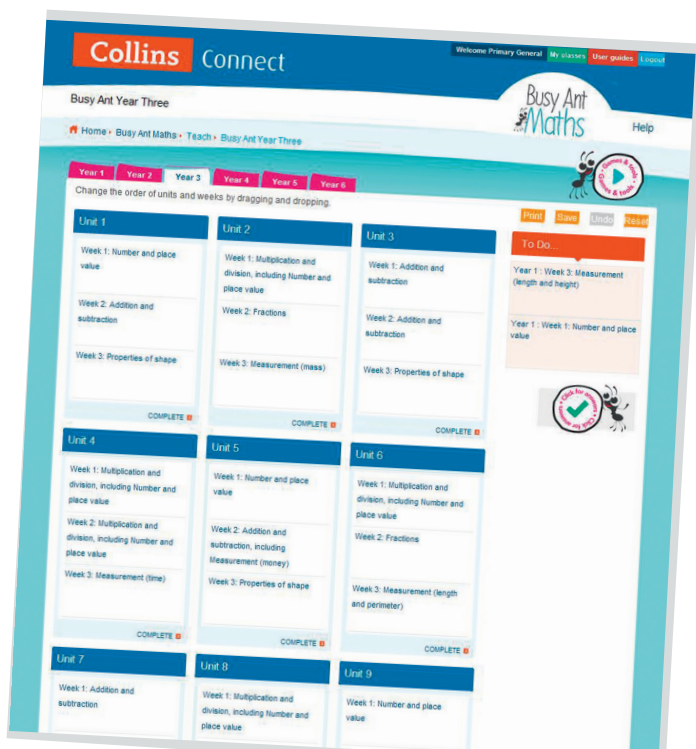 Collins Connect
Welcome Primary General My classes User guides Logout
Busy Ant Year Three
Busy Ant
Maths
Help
Home › Busy Ant Maths › Teach › Busy Ant Year Three
Games & tools • Games & tools •
Year 1 Year 2 Year 3 Year 4 Year 5 Year 6
Change the order of units and weeks by dragging and dropping.
Print Save Undo Reset
Unit 1
Week 1: Number and place
value
Week 2: Addition and
subtraction
Week 3: Properties of shape
COMPLETE
Unit 2
Week 1: Multiplication and
division, including Number and
place value
Week 2: Fractions
Week 3: Measurement (mass)
COMPLETE
Unit 3
Week 1: Addition and
subtraction
Week 2: Addition and
subtraction
Week 3: Properties of shape
COMPLETE
To Do...
Year 1 : Week 3: Measurement
(length and height)
Year 1 : Week 1: Number and place
value
Click for answers • Click for answers •
Unit 4
Week 1: Multiplication and
division, including Number and
place value
Week 2: Multiplication and
division, including Number and
place value
Week 3: Measurement (time)
COMPLETE
Unit 5
Week 1: Number and place
value
Week 2: Addition and
subtraction, including
Measurement (money)
Week 3: Properties of shape
COMPLETE
Unit 6
Week 1: Multiplication and
division, including Number and
place value
Week 2: Fractions
Week 3: Measurement (length
and perimeter)
COMPLETE
Unit 7
Week 1: Addition and
subtraction
Unit 8
Week 1: Multiplication and
division, including Number and
place value
Unit 9
Week 1: Number and place
value